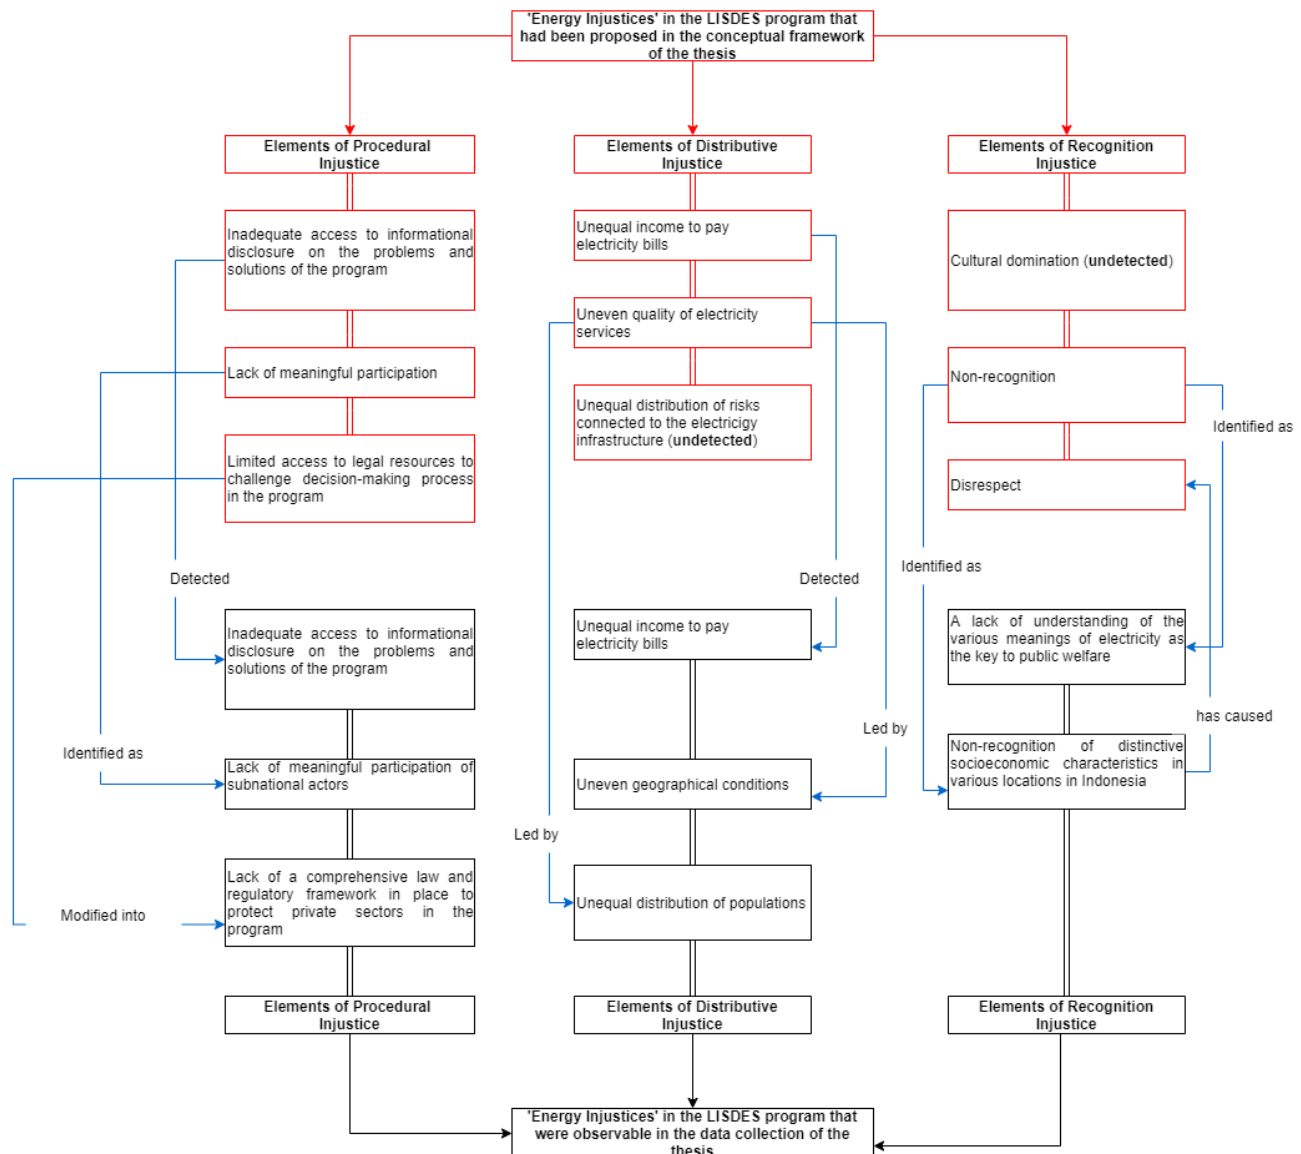 'Energy Injustices' in the LISDES program that
had been proposed in the conceptual framework
of the thesis
Elements of Procedural
Injustice
Elements of Distributive
Injustice
Elements of Recognition
Injustice
Inadequate access to informational
disclosure on the problems and
solutions of the program
Unequal income to pay
electricity bills
Cultural domination (undetected)
Uneven quality of electricity
services
Lack of meaningful participation
Non-recognition
Unequal distribution of risks
connected to the electricigy
infrastructure (undetected)
Identified as
Limited access to legal resources to
challenge decision-making process
in the program
Disrespect
Identified as
Detected
Detected
Inadequate access to informational
disclosure on the problems and
solutions of the program
Unequal income to pay
electricity bills
A lack of understanding of the
various meanings of electricity as
the key to public welfare
has caused
Led by
Identified as
Lack of meaningful participation of
subnational actors
Uneven geographical conditions
Non-recognition of distinctive
socioeconomic characteristics in
various locations in Indonesia
Led by
Lack of a comprehensive law and
regulatory framework in place to
protect private sectors in the
program
Unequal distribution of populations
Modified into
Elements of Procedural
Injustice
Elements of Distributive
Injustice
Elements of Recognition
Injustice
'Energy Injustices' in the LISDES program that
were observable in the data collection of the
thesis